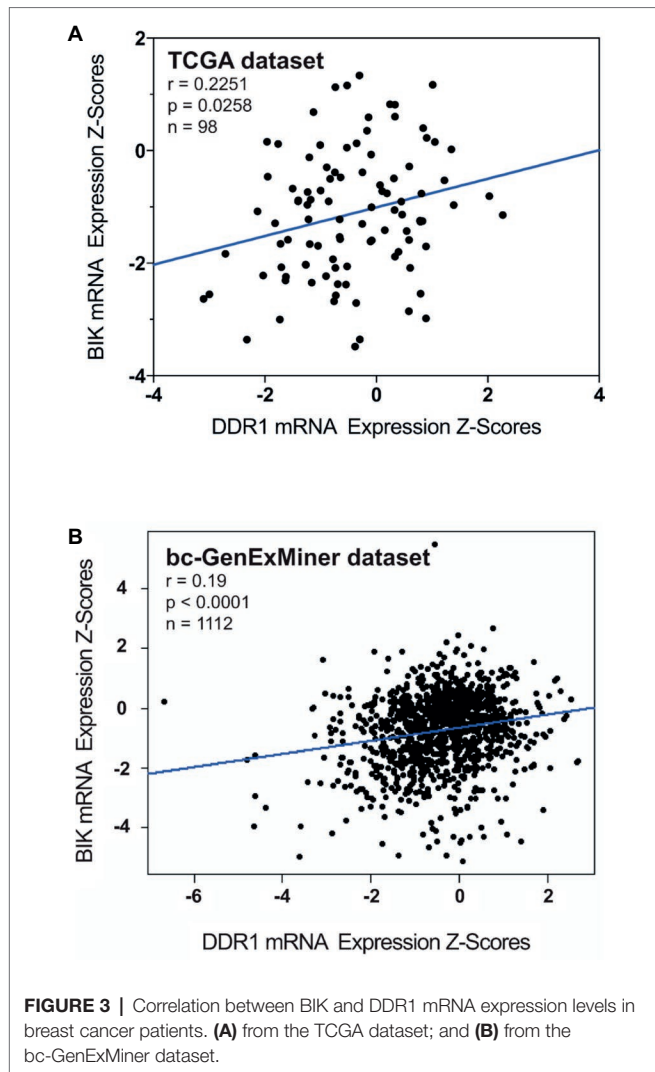 A
TCGA dataset
r = 0.2251
p = 0.0258
n = 98
BIK mRNA Expression Z-Scores
2
0
-2
-4
-4 -2 0 2 4
DDR1 mRNA Expression Z-Scores
B
bc-GenExMiner dataset
r = 0.19
p < 0.0001
n = 1112
BIK mRNA Expression Z-Scores
4
2
0
-2
-4
-6 -4 -2 0 2
DDR1 mRNA Expression Z-Scores
FIGURE 3 | Correlation between BIK and DDR1 mRNA expression levels in
breast cancer patients. (A) from the TCGA dataset; and (B) from the
bc-GenExMiner dataset.